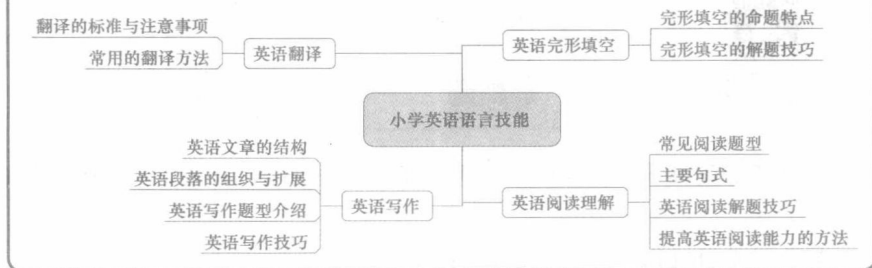 翻译的标准与注意事项
常用的翻译方法
英语翻译
英语完形填空
完形填空的命题特点
完形填空的解题技巧
小学英语语言技能
英语文章的结构
英语段落的组织与扩展
英语写作题型介绍
英语写作技巧
英语写作
英语阅读理解
常见阅读题型
主要句式
英语阅读解题技巧
提高英语阅读能力的方法